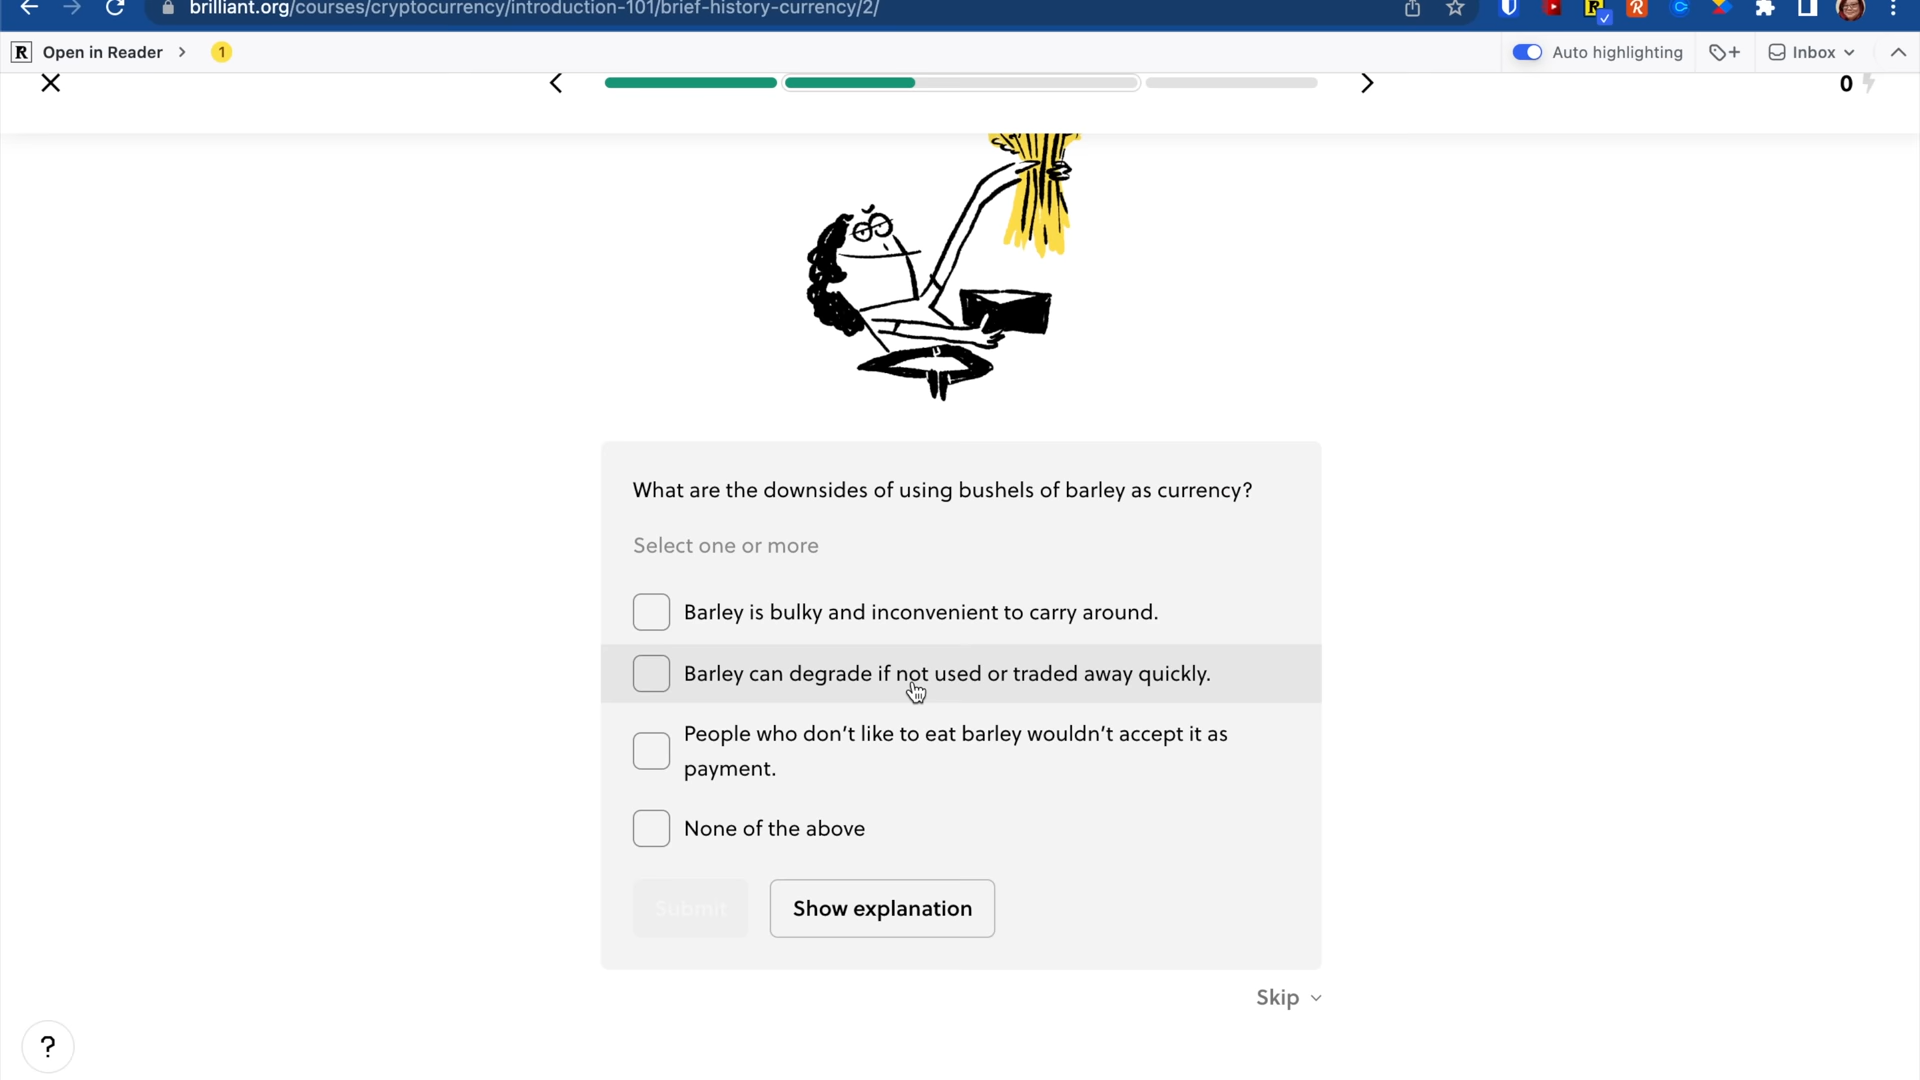 brilliant.org/courses/cryptocurrency/introduction-101/brief-history-currency/2/
R Open in Reader 1 Auto highlighting Inbox
0
What are the downsides of using bushels of barley as currency?
Select one or more
Barley is bulky and inconvenient to carry around.
Barley can degrade if not used or traded away quickly.
People who don’t like to eat barley wouldn’t accept it as
payment.
None of the above
Submit Show explanation
Skip
?